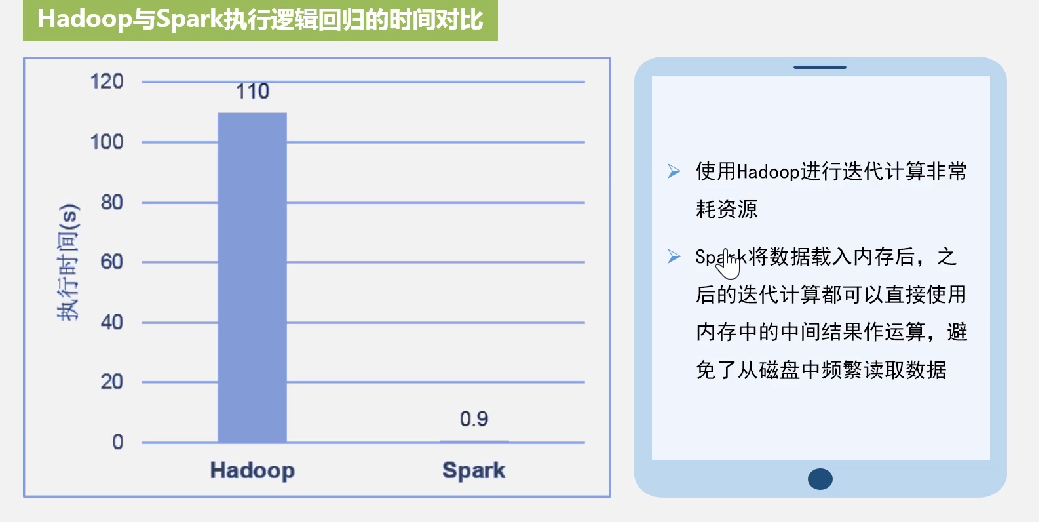 Hadoop与Spark执行逻辑回归的时间对比
120
110
100
80
60
40
20
0
0.9
执行时间(s)
Hadoop
Spark
使用Hadoop进行迭代计算非常
耗资源
Spark将数据载入内存后，之
后的迭代计算都可以直接使用
内存中的中间结果作运算，避
免了从磁盘中频繁读取数据